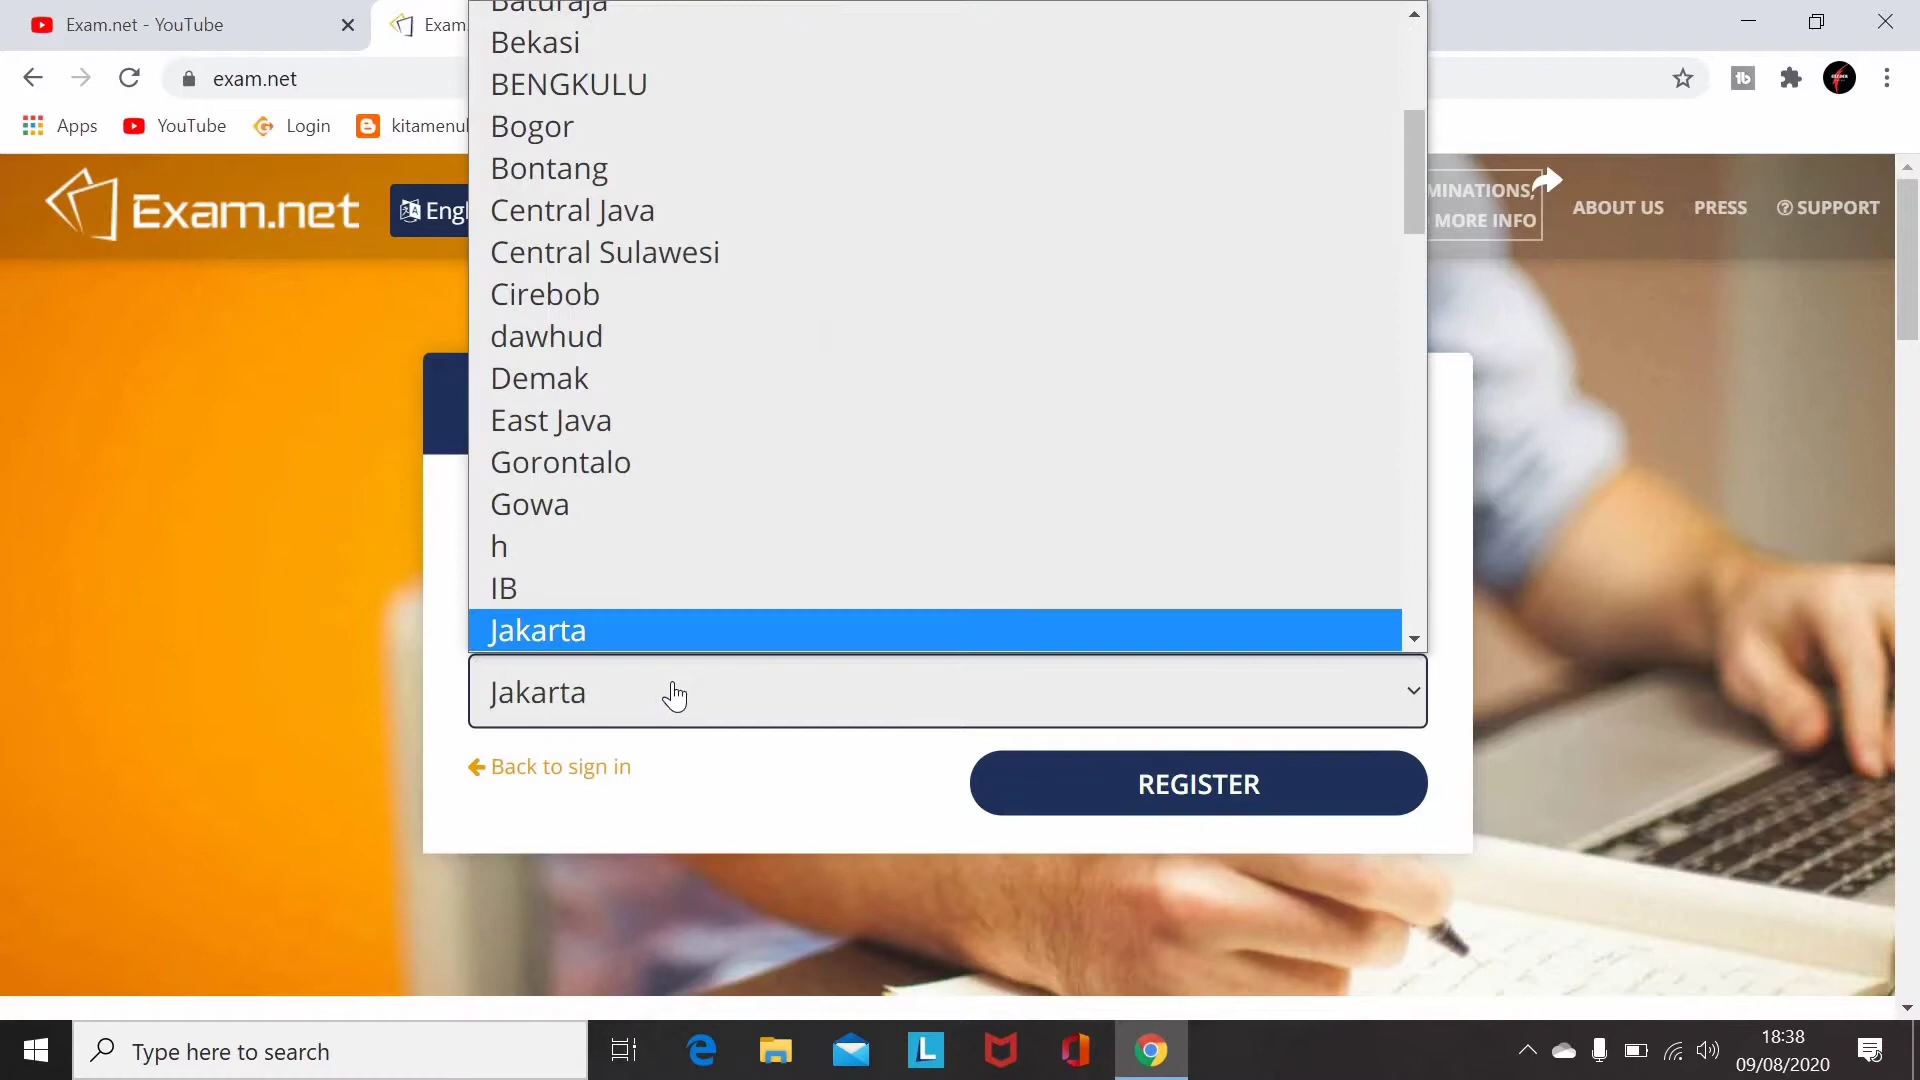 Exam.net - YouTube
Exam.
exam.net
Apps
YouTube
Login
kitamenul
Exam.net
Engl
MINATIONS,
MORE INFO
ABOUT US
PRESS
SUPPORT
Baturaja
Bekasi
BENGKULU
Bogor
Bontang
Central Java
Central Sulawesi
Cirebob
dawhud
Demak
East Java
Gorontalo
Gowa
h
IB
Jakarta
Jakarta
Back to sign in
REGISTER
Type here to search
18:38
09/08/2020